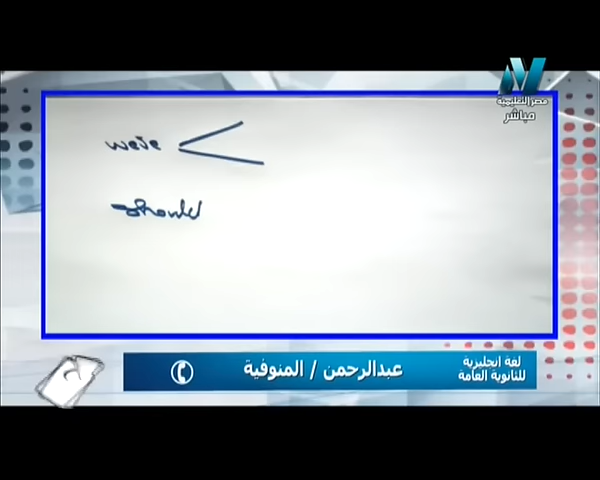 مصر التعليمية
مباشر
were
should
لغة انجليزية
للثانوية العامة
عبدالرحمن / المنوفية